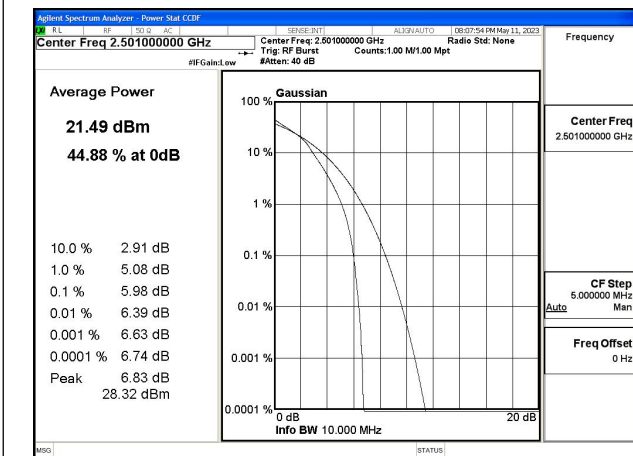 Agilent Spectrum Analyzer - Power Stat CCDF
RL RF 50 Ω AC SENSE:INT ALIGN AUTO 08:07:54 PM May 11, 2023
Center Freq 2.501000000 GHz
Center Freq: 2.501000000 GHz Radio Std: None
Trig: RF Burst Counts:1.00 M/1.00 Mpt
#IFGain:Low #Atten: 40 dB
Frequency
Average Power
21.49 dBm
44.88 % at 0dB
10.0 % 2.91 dB
1.0 % 5.08 dB
0.1 % 5.98 dB
0.01 % 6.39 dB
0.001 % 6.63 dB
0.0001 % 6.74 dB
Peak 6.83 dB
28.32 dBm
Gaussian
100 %
10 %
1 %
0.1 %
0.01 %
0.001 %
0.0001 %
0 dB 20 dB
Info BW 10.000 MHz
Center Freq
2.501000000 GHz
CF Step
5.000000 MHz
Auto Man
Freq Offset
0 Hz
MSG STATUS